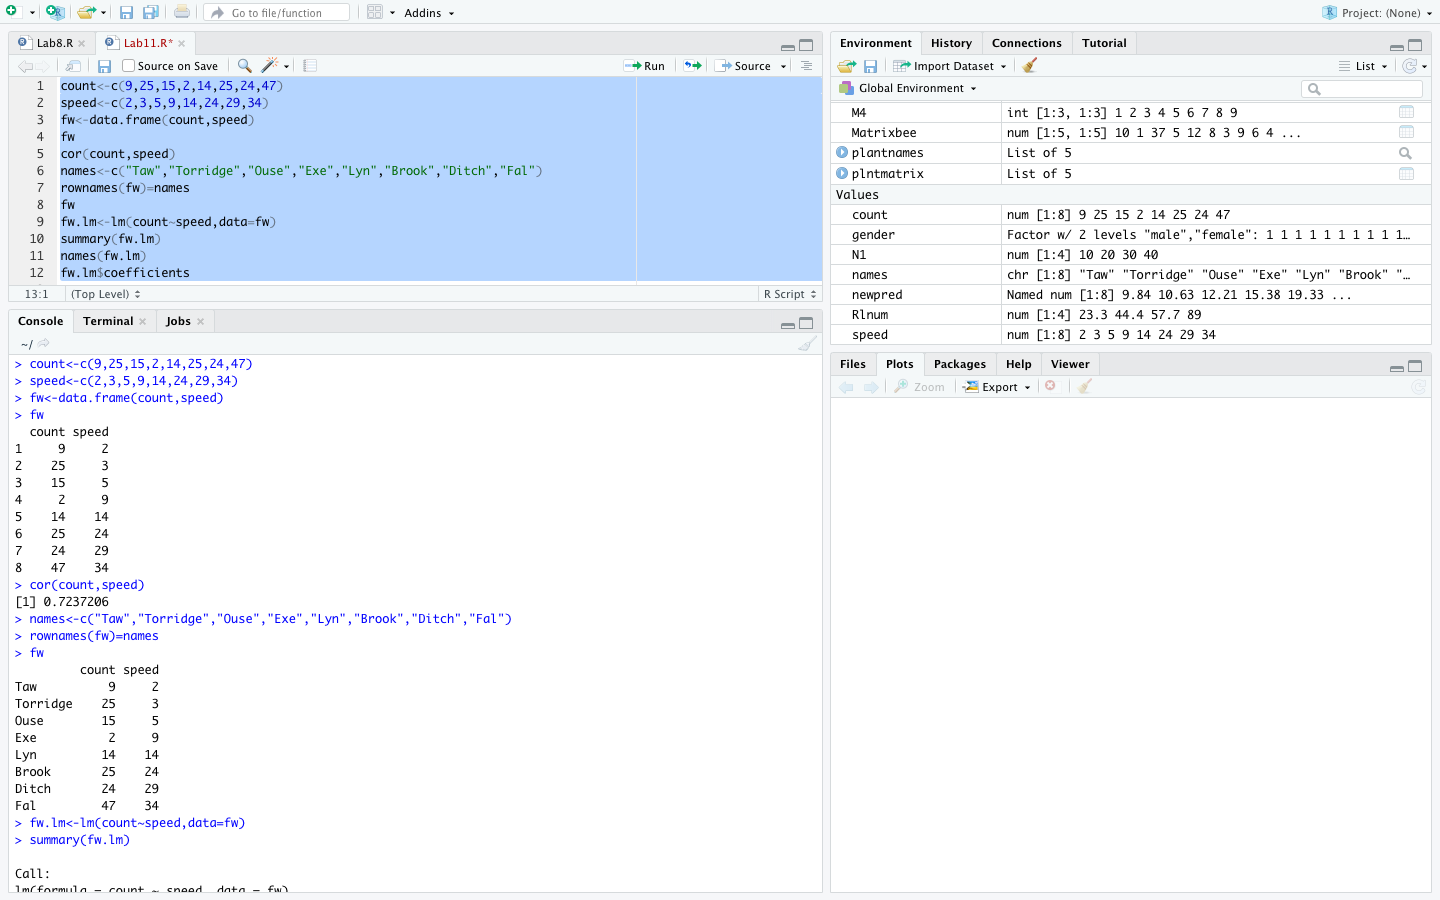 Go to file/function
Addins
Project: (None)
Lab8.R
Lab11.R*
Source on Save
Run
Source
1 count<-c(9,25,15,2,14,25,24,47)
2 speed<-c(2,3,5,9,14,24,29,34)
3 fw<-data.frame(count,speed)
4 fw
5 cor(count,speed)
6 names<-c("Taw","Torridge","Ouse","Exe","Lyn","Brook","Ditch","Fal")
7 rownames(fw)=names
8 fw
9 fw.lm<-lm(count~speed,data=fw)
10 summary(fw.lm)
11 names(fw.lm)
12 fw.lm$coefficients
13:1 (Top Level) R Script
Console Terminal Jobs
~/
> count<-c(9,25,15,2,14,25,24,47)
> speed<-c(2,3,5,9,14,24,29,34)
> fw<-data.frame(count,speed)
> fw
count speed
1 9 2
2 25 3
3 15 5
4 2 9
5 14 14
6 25 24
7 24 29
8 47 34
> cor(count,speed)
[1] 0.7237206
> names<-c("Taw","Torridge","Ouse","Exe","Lyn","Brook","Ditch","Fal")
> rownames(fw)=names
> fw
count speed
Taw 9 2
Torridge 25 3
Ouse 15 5
Exe 2 9
Lyn 14 14
Brook 25 24
Ditch 24 29
Fal 47 34
> fw.lm<-lm(count~speed,data=fw)
> summary(fw.lm)
Call:
lm(formula = count ~ speed, data = fw)
Environment History Connections Tutorial
Import Dataset
List
Global Environment
M4 int [1:3, 1:3] 1 2 3 4 5 6 7 8 9
Matrixbee num [1:5, 1:5] 10 1 37 5 12 8 3 9 6 4 ...
plantnames List of 5
plntmatrix List of 5
Values
count num [1:8] 9 25 15 2 14 25 24 47
gender Factor w/ 2 levels "male","female": 1 1 1 1 1 1 1 1 1 1…
N1 num [1:4] 10 20 30 40
names chr [1:8] "Taw" "Torridge" "Ouse" "Exe" "Lyn" "Brook" "…
newpred Named num [1:8] 9.84 10.63 12.21 15.38 19.33 ...
Rlnum num [1:4] 23.3 44.4 57.7 89
speed num [1:8] 2 3 5 9 14 24 29 34
Files Plots Packages Help Viewer
Zoom
Export